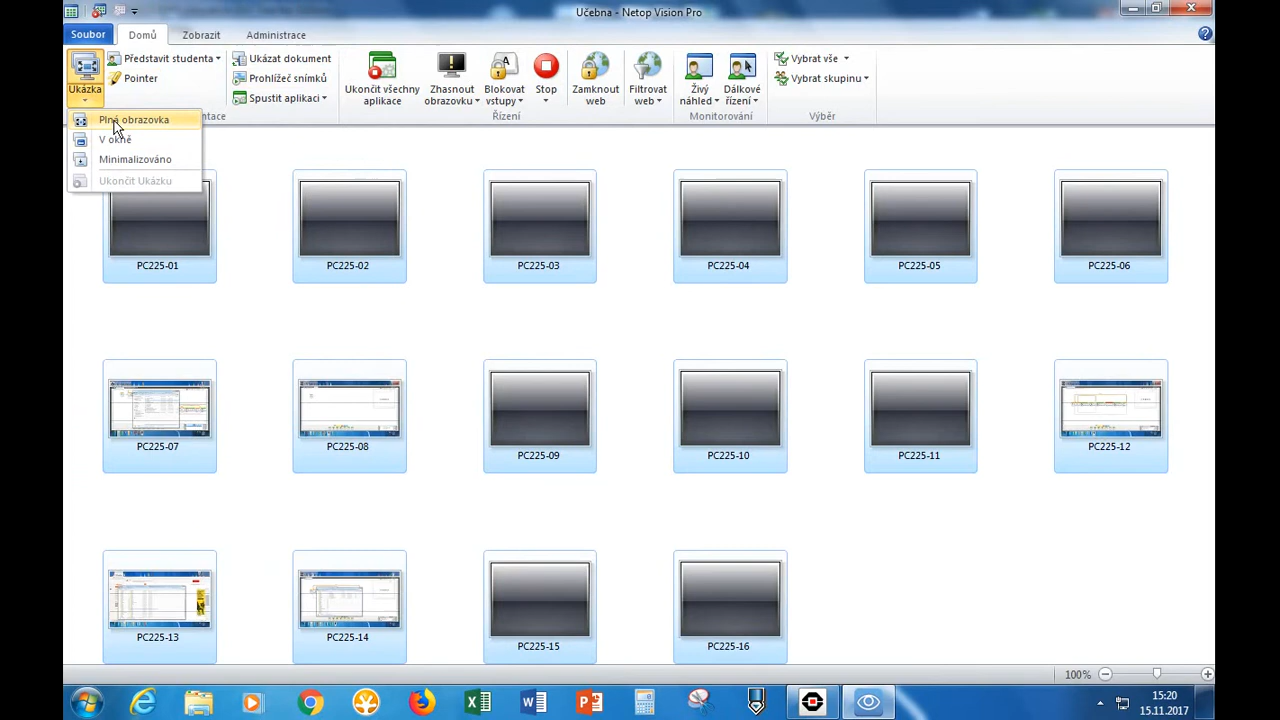 Učebna - Netop Vision Pro
Soubor Domů Zobrazit Administrace
Ukázka
Představit studenta
Pointer
Ukázat dokument
Prohlížeč snímků
Spustit aplikaci
Ukončit všechny aplikace
Zhasnout obrazovku
Blokovat vstupy
Stop
Zamknout web
Filtrovat web
Živý náhled
Dálkové řízení
Vybrat vše
Vybrat skupinu
ntace Řízení Monitorování Výběr
Plná obrazovka
V okně
Minimalizováno
Ukončit Ukázku
PC225-01 PC225-02 PC225-03 PC225-04 PC225-05 PC225-06
PC225-07 PC225-08 PC225-09 PC225-10 PC225-11 PC225-12
PC225-13 PC225-14 PC225-15 PC225-16
100%
15:20
15.11.2017